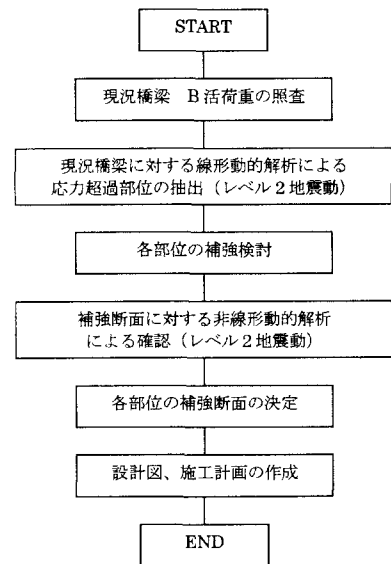 START
現況橋梁　B活荷重の照査
現況橋梁に対する線形動的解析による
応力超過部位の抽出（レベル２地震動）
各部位の補強検討
補強断面に対する非線形動的解析
による確認（レベル２地震動）
各部位の補強断面の決定
設計図、施工計画の作成
END